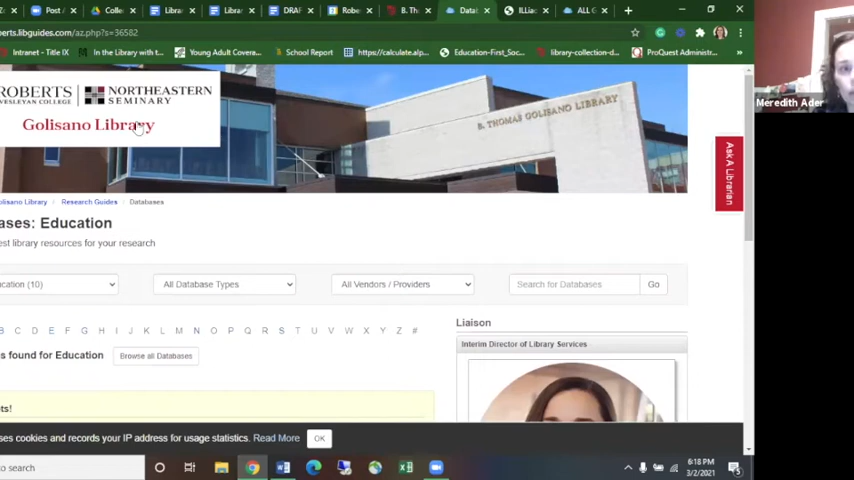 Post A
Colle
Libra
Librar
DRAF
Robe
B. Th
Datab
ILLiac
ALL G
erts.libguides.com/az.php?s=36582
Intranet - Title IX
In the Library with t...
Young Adult Covera...
School Report
https://calculate.alp...
Education-First_Soc...
library-collection-d...
ProQuest Administr...
ROBERTS
WESLEYAN COLLEGE
NORTHEASTERN
SEMINARY
Golisano Library
B. THOMAS GOLISANO LIBRARY
Meredith Ader
Ask A Librarian
olisano Library
Research Guides
Databases
ases: Education
est library resources for your research
cation (10)
All Database Types
All Vendors / Providers
Search for Databases
Go
B C D E F G H I J K L M N O P Q R S T U V W X Y Z #
Liaison
s found for Education
Browse all Databases
Interim Director of Library Services
ts!
ses cookies and records your IP address for usage statistics. Read More
OK
to search
6:18 PM
3/2/2021